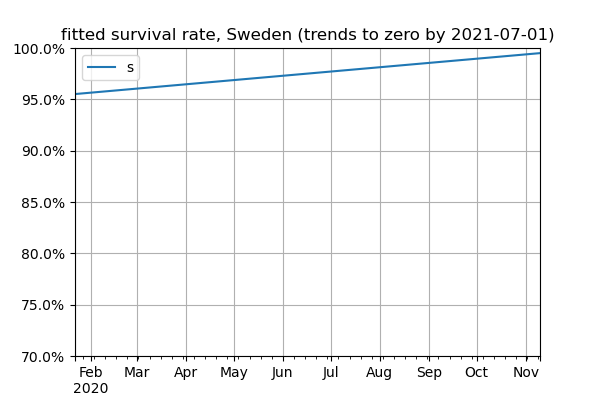 fitted survival rate, Sweden (trends to zero by 2021-07-01)
100.0%
s
95.0%
90.0%
85.0%
80.0%
75.0%
70.0%
Feb Mar Apr May Jun Jul Aug Sep Oct Nov
2020